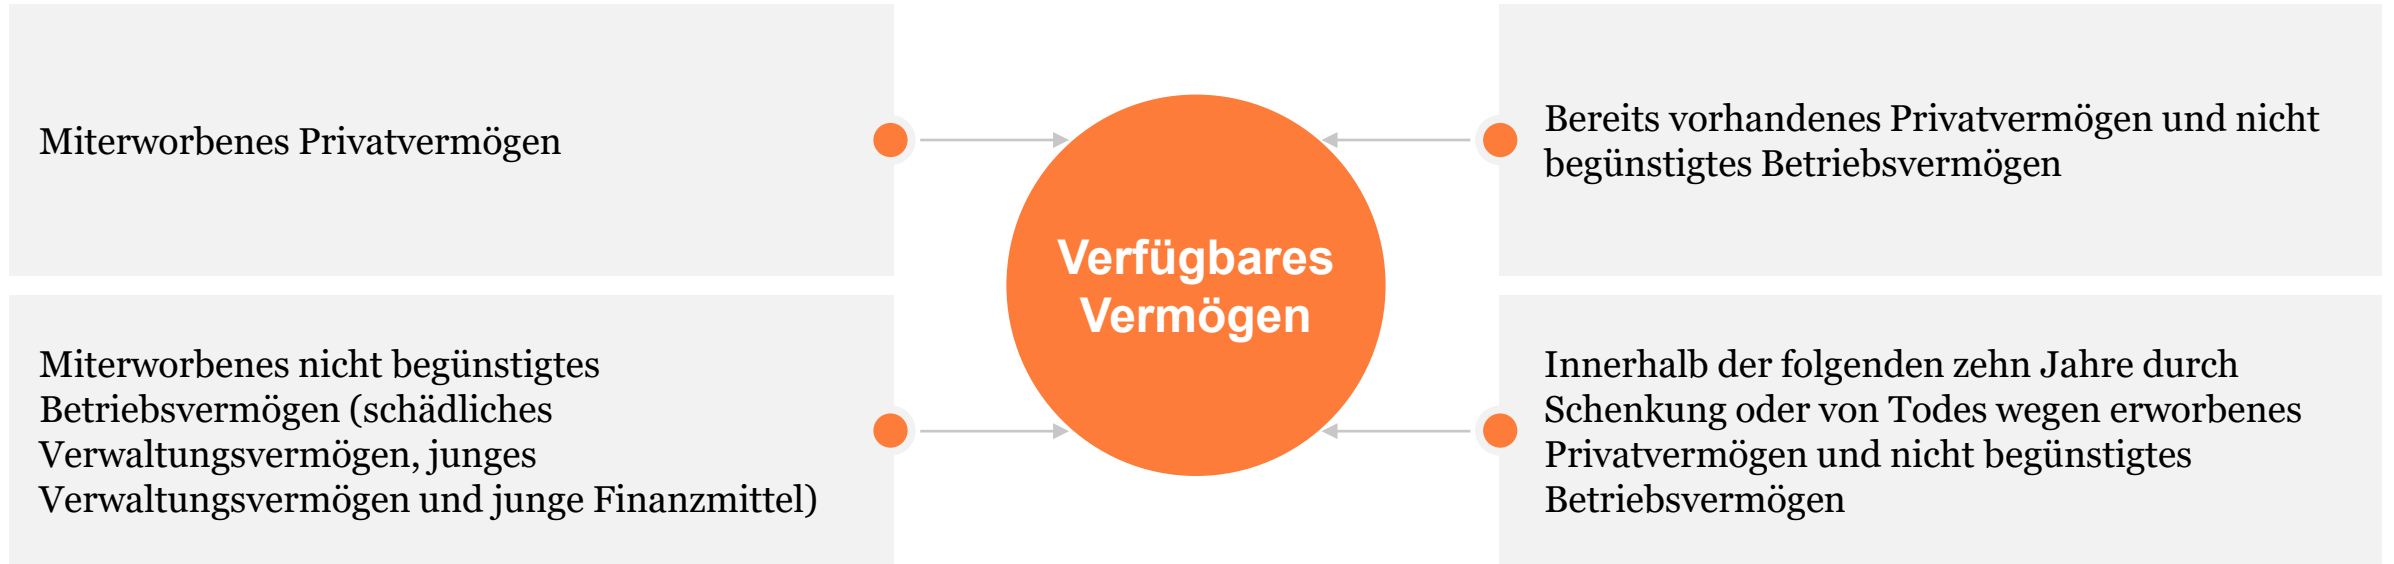 Miterworbenes Privatvermögen
Miterworbenes nicht begünstigtes
Betriebsvermögen (schädliches
Verwaltungsvermögen, junges
Verwaltungsvermögen und junge Finanzmittel)
Verfügbares
Vermögen
Bereits vorhandenes Privatvermögen und nicht
begünstigtes Betriebsvermögen
Innerhalb der folgenden zehn Jahre durch
Schenkung oder von Todes wegen erworbenes
Privatvermögen und nicht begünstigtes
Betriebsvermögen